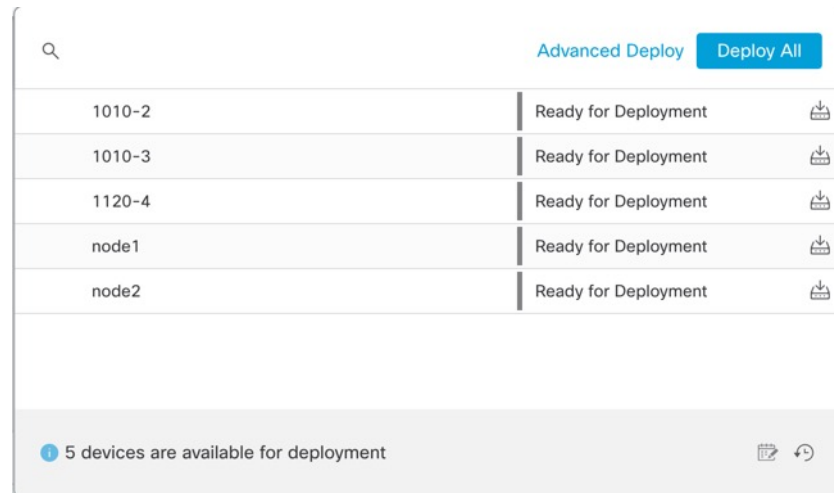 Advanced Deploy Deploy All
1010-2 Ready for Deployment
1010-3 Ready for Deployment
1120-4 Ready for Deployment
node1 Ready for Deployment
node2 Ready for Deployment
5 devices are available for deployment